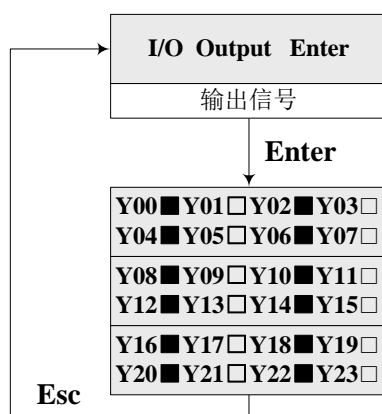 I/O Output Enter
输出信号
Enter
Y00■Y01□Y02■Y03□
Y04■Y05□Y06■Y07□
Y08■Y09□Y10■Y11□
Y12■Y13□Y14■Y15□
Y16■Y17□Y18■Y19□
Y20■Y21□Y22■Y23□
Esc